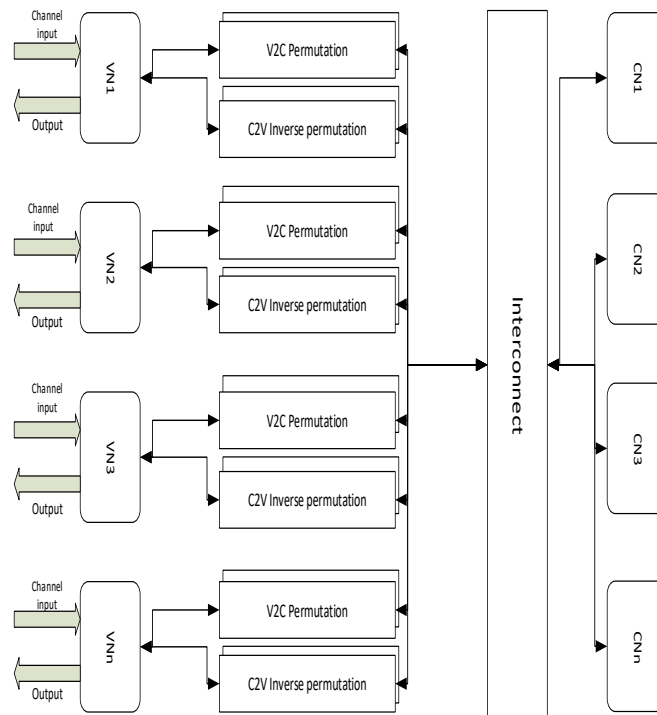 Channel
input
VN1
Output
V2C Permutation
C2V Inverse permutation
Channel
input
VN2
Output
V2C Permutation
C2V Inverse permutation
Channel
input
VN3
Output
V2C Permutation
C2V Inverse permutation
Channel
input
VNn
Output
V2C Permutation
C2V Inverse permutation
Interconnect
CN1
CN2
CN3
CNn